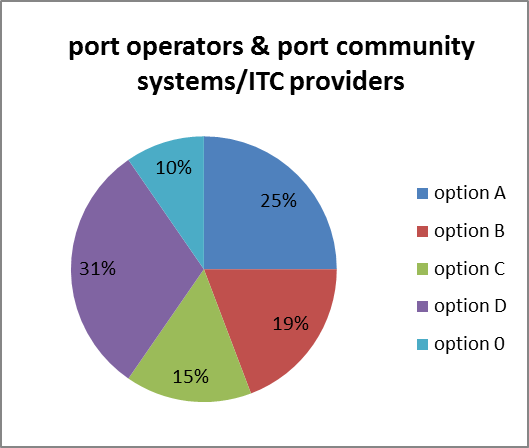 port operators & port community
systems/ITC providers
10%
25%
31%
19%
15%
option A
option B
option C
option D
option 0